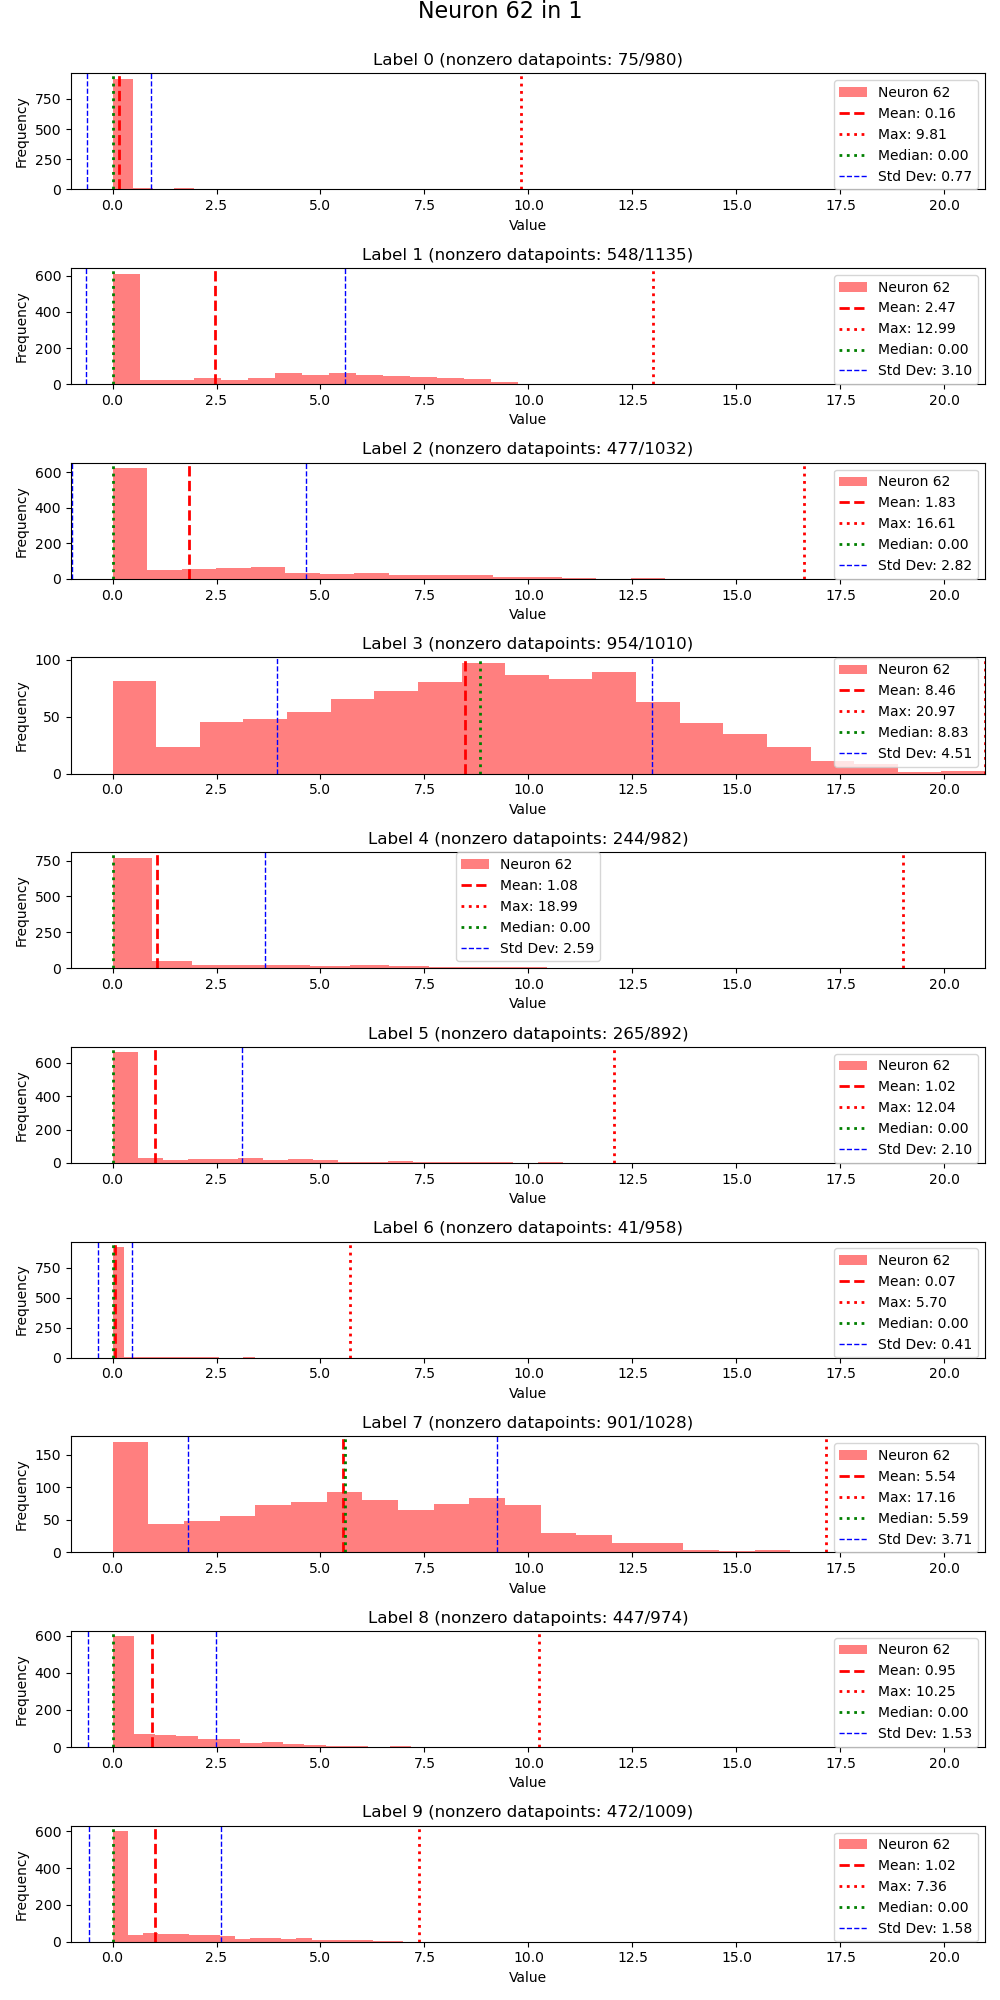 Neuron 62 in 1
Label 0 (nonzero datapoints: 75/980)
Frequency
750
500
250
0
Neuron 62
Mean: 0.16
Max: 9.81
Median: 0.00
Std Dev: 0.77
0.0 2.5 5.0 7.5 10.0 12.5 15.0 17.5 20.0
Value
Label 1 (nonzero datapoints: 548/1135)
Frequency
600
400
200
0
Neuron 62
Mean: 2.47
Max: 12.99
Median: 0.00
Std Dev: 3.10
0.0 2.5 5.0 7.5 10.0 12.5 15.0 17.5 20.0
Value
Label 2 (nonzero datapoints: 477/1032)
Frequency
600
400
200
0
Neuron 62
Mean: 1.83
Max: 16.61
Median: 0.00
Std Dev: 2.82
0.0 2.5 5.0 7.5 10.0 12.5 15.0 17.5 20.0
Value
Label 3 (nonzero datapoints: 954/1010)
Frequency
100
50
0
Neuron 62
Mean: 8.46
Max: 20.97
Median: 8.83
Std Dev: 4.51
0.0 2.5 5.0 7.5 10.0 12.5 15.0 17.5 20.0
Value
Label 4 (nonzero datapoints: 244/982)
Frequency
750
500
250
0
Neuron 62
Mean: 1.08
Max: 18.99
Median: 0.00
Std Dev: 2.59
0.0 2.5 5.0 7.5 10.0 12.5 15.0 17.5 20.0
Value
Label 5 (nonzero datapoints: 265/892)
Frequency
600
400
200
0
Neuron 62
Mean: 1.02
Max: 12.04
Median: 0.00
Std Dev: 2.10
0.0 2.5 5.0 7.5 10.0 12.5 15.0 17.5 20.0
Value
Label 6 (nonzero datapoints: 41/958)
Frequency
750
500
250
0
Neuron 62
Mean: 0.07
Max: 5.70
Median: 0.00
Std Dev: 0.41
0.0 2.5 5.0 7.5 10.0 12.5 15.0 17.5 20.0
Value
Label 7 (nonzero datapoints: 901/1028)
Frequency
150
100
50
0
Neuron 62
Mean: 5.54
Max: 17.16
Median: 5.59
Std Dev: 3.71
0.0 2.5 5.0 7.5 10.0 12.5 15.0 17.5 20.0
Value
Label 8 (nonzero datapoints: 447/974)
Frequency
600
400
200
0
Neuron 62
Mean: 0.95
Max: 10.25
Median: 0.00
Std Dev: 1.53
0.0 2.5 5.0 7.5 10.0 12.5 15.0 17.5 20.0
Value
Label 9 (nonzero datapoints: 472/1009)
Frequency
600
400
200
0
Neuron 62
Mean: 1.02
Max: 7.36
Median: 0.00
Std Dev: 1.58
0.0 2.5 5.0 7.5 10.0 12.5 15.0 17.5 20.0
Value